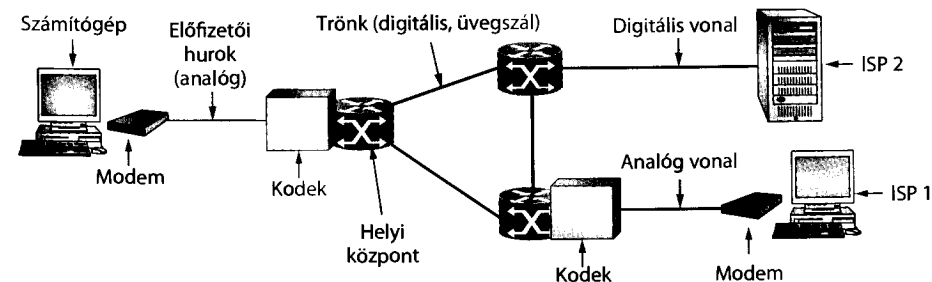 Számítógép
Előfizetői
hurok
(analóg)
Trönk (digitális, üvegszál)
Digitális vonal
ISP 2
Modem
Kodek
Helyi
központ
Analóg vonal
ISP 1
Kodek
Modem